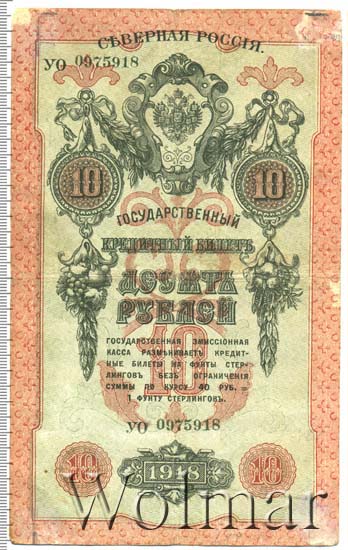 СѢВЕРНАЯ РОССІЯ.
УО 0975918
10 10
ГОСУДАРСТВЕННЫЙ
КРЕДИТНЫЙ БИЛЕТЪ
ДЕСЯТЬ
РУБЛЕЙ
10
ГОСУДАРСТВЕННАЯ ЭМИССІОННАЯ
КАССА РАЗМѢНИВАЕТЪ КРЕДИТ-
НЫЕ БИЛЕТЫ НА ФУНТЫ СТЕР-
ЛИНГОВЪ БЕЗЪ ОГРАНИЧЕНІЯ
СУММЫ ПО КУРСУ 40 РУБ. =
1 ФУНТУ СТЕРЛИНГОВЪ.
УО 0975918
10 1918 10
Wolmar